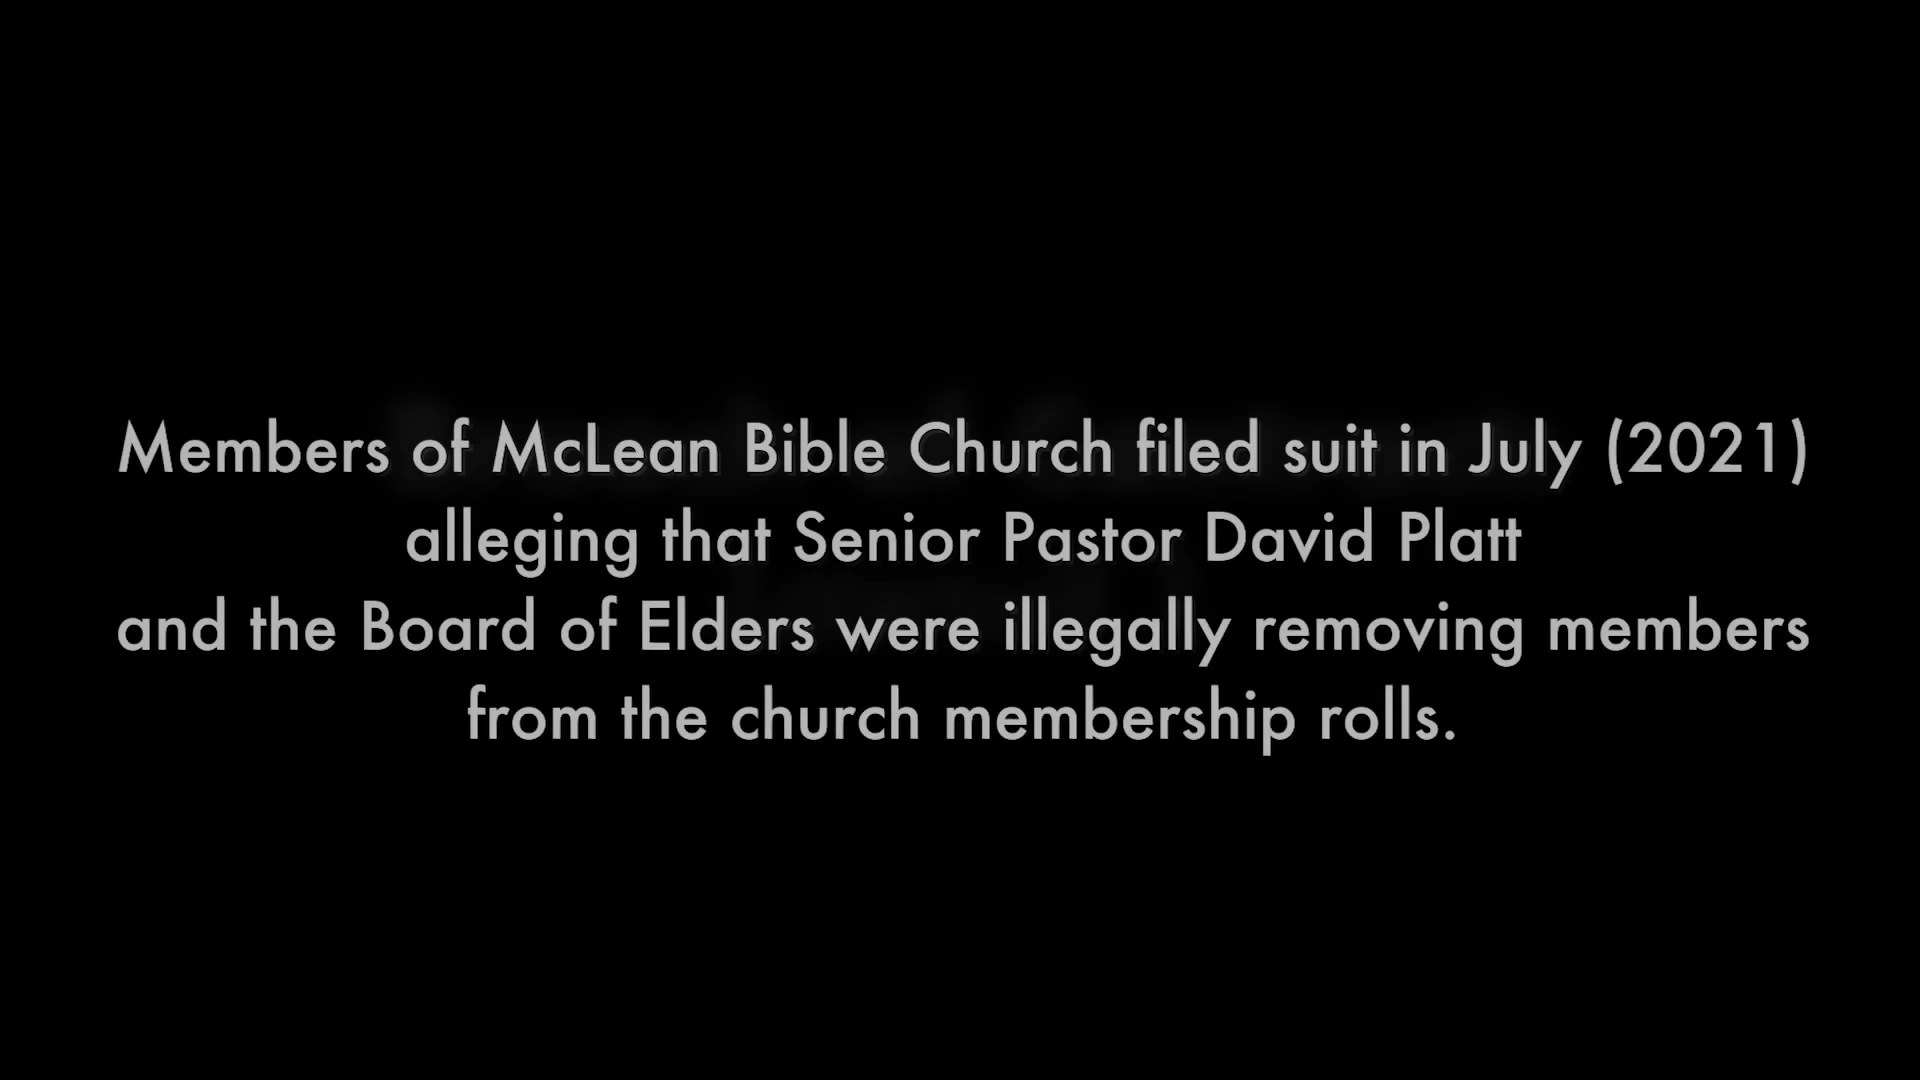 Members of McLean Bible Church filed suit in July (2021)
alleging that Senior Pastor David Platt
and the Board of Elders were illegally removing members
from the church membership rolls.